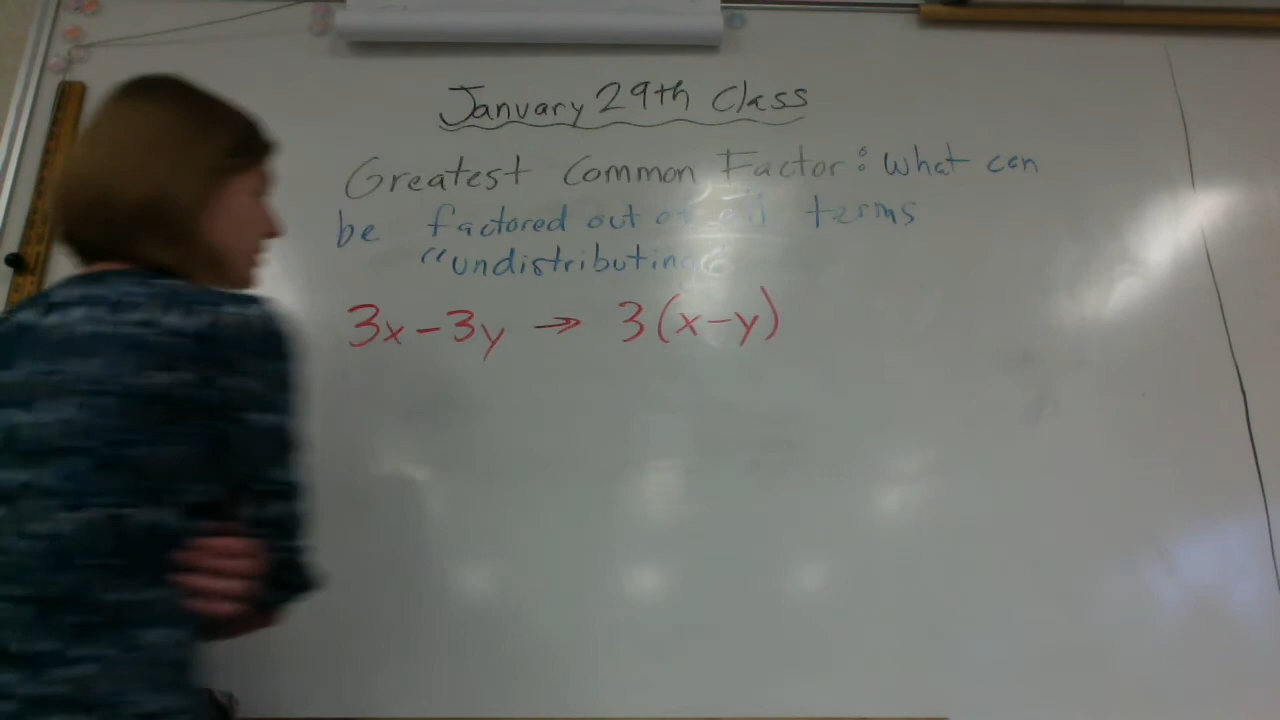 January 29th Class
Greatest Common Factor: What can
be factored out of all terms
"undistributing"
3x-3y → 3(x-y)